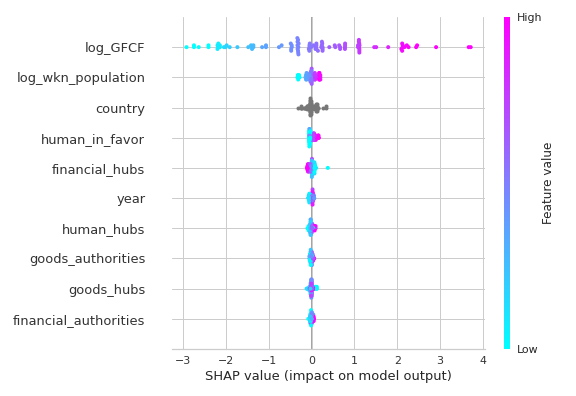 High
log_GFCF
log_wkn_population
country
human_in_favor
financial_hubs
year
human_hubs
goods_authorities
goods_hubs
financial_authorities
Feature value
Low
−3 −2 −1 0 1 2 3 4
SHAP value (impact on model output)